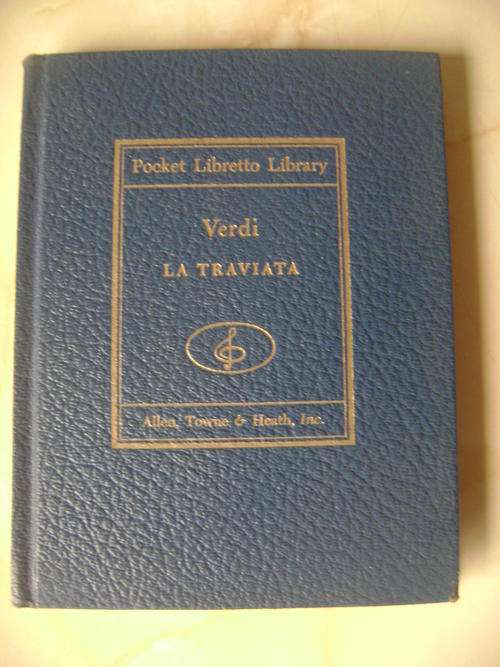 Pocket Libretto Library
Verdi
LA TRAVIATA
Allen, Towne & Heath, Inc.